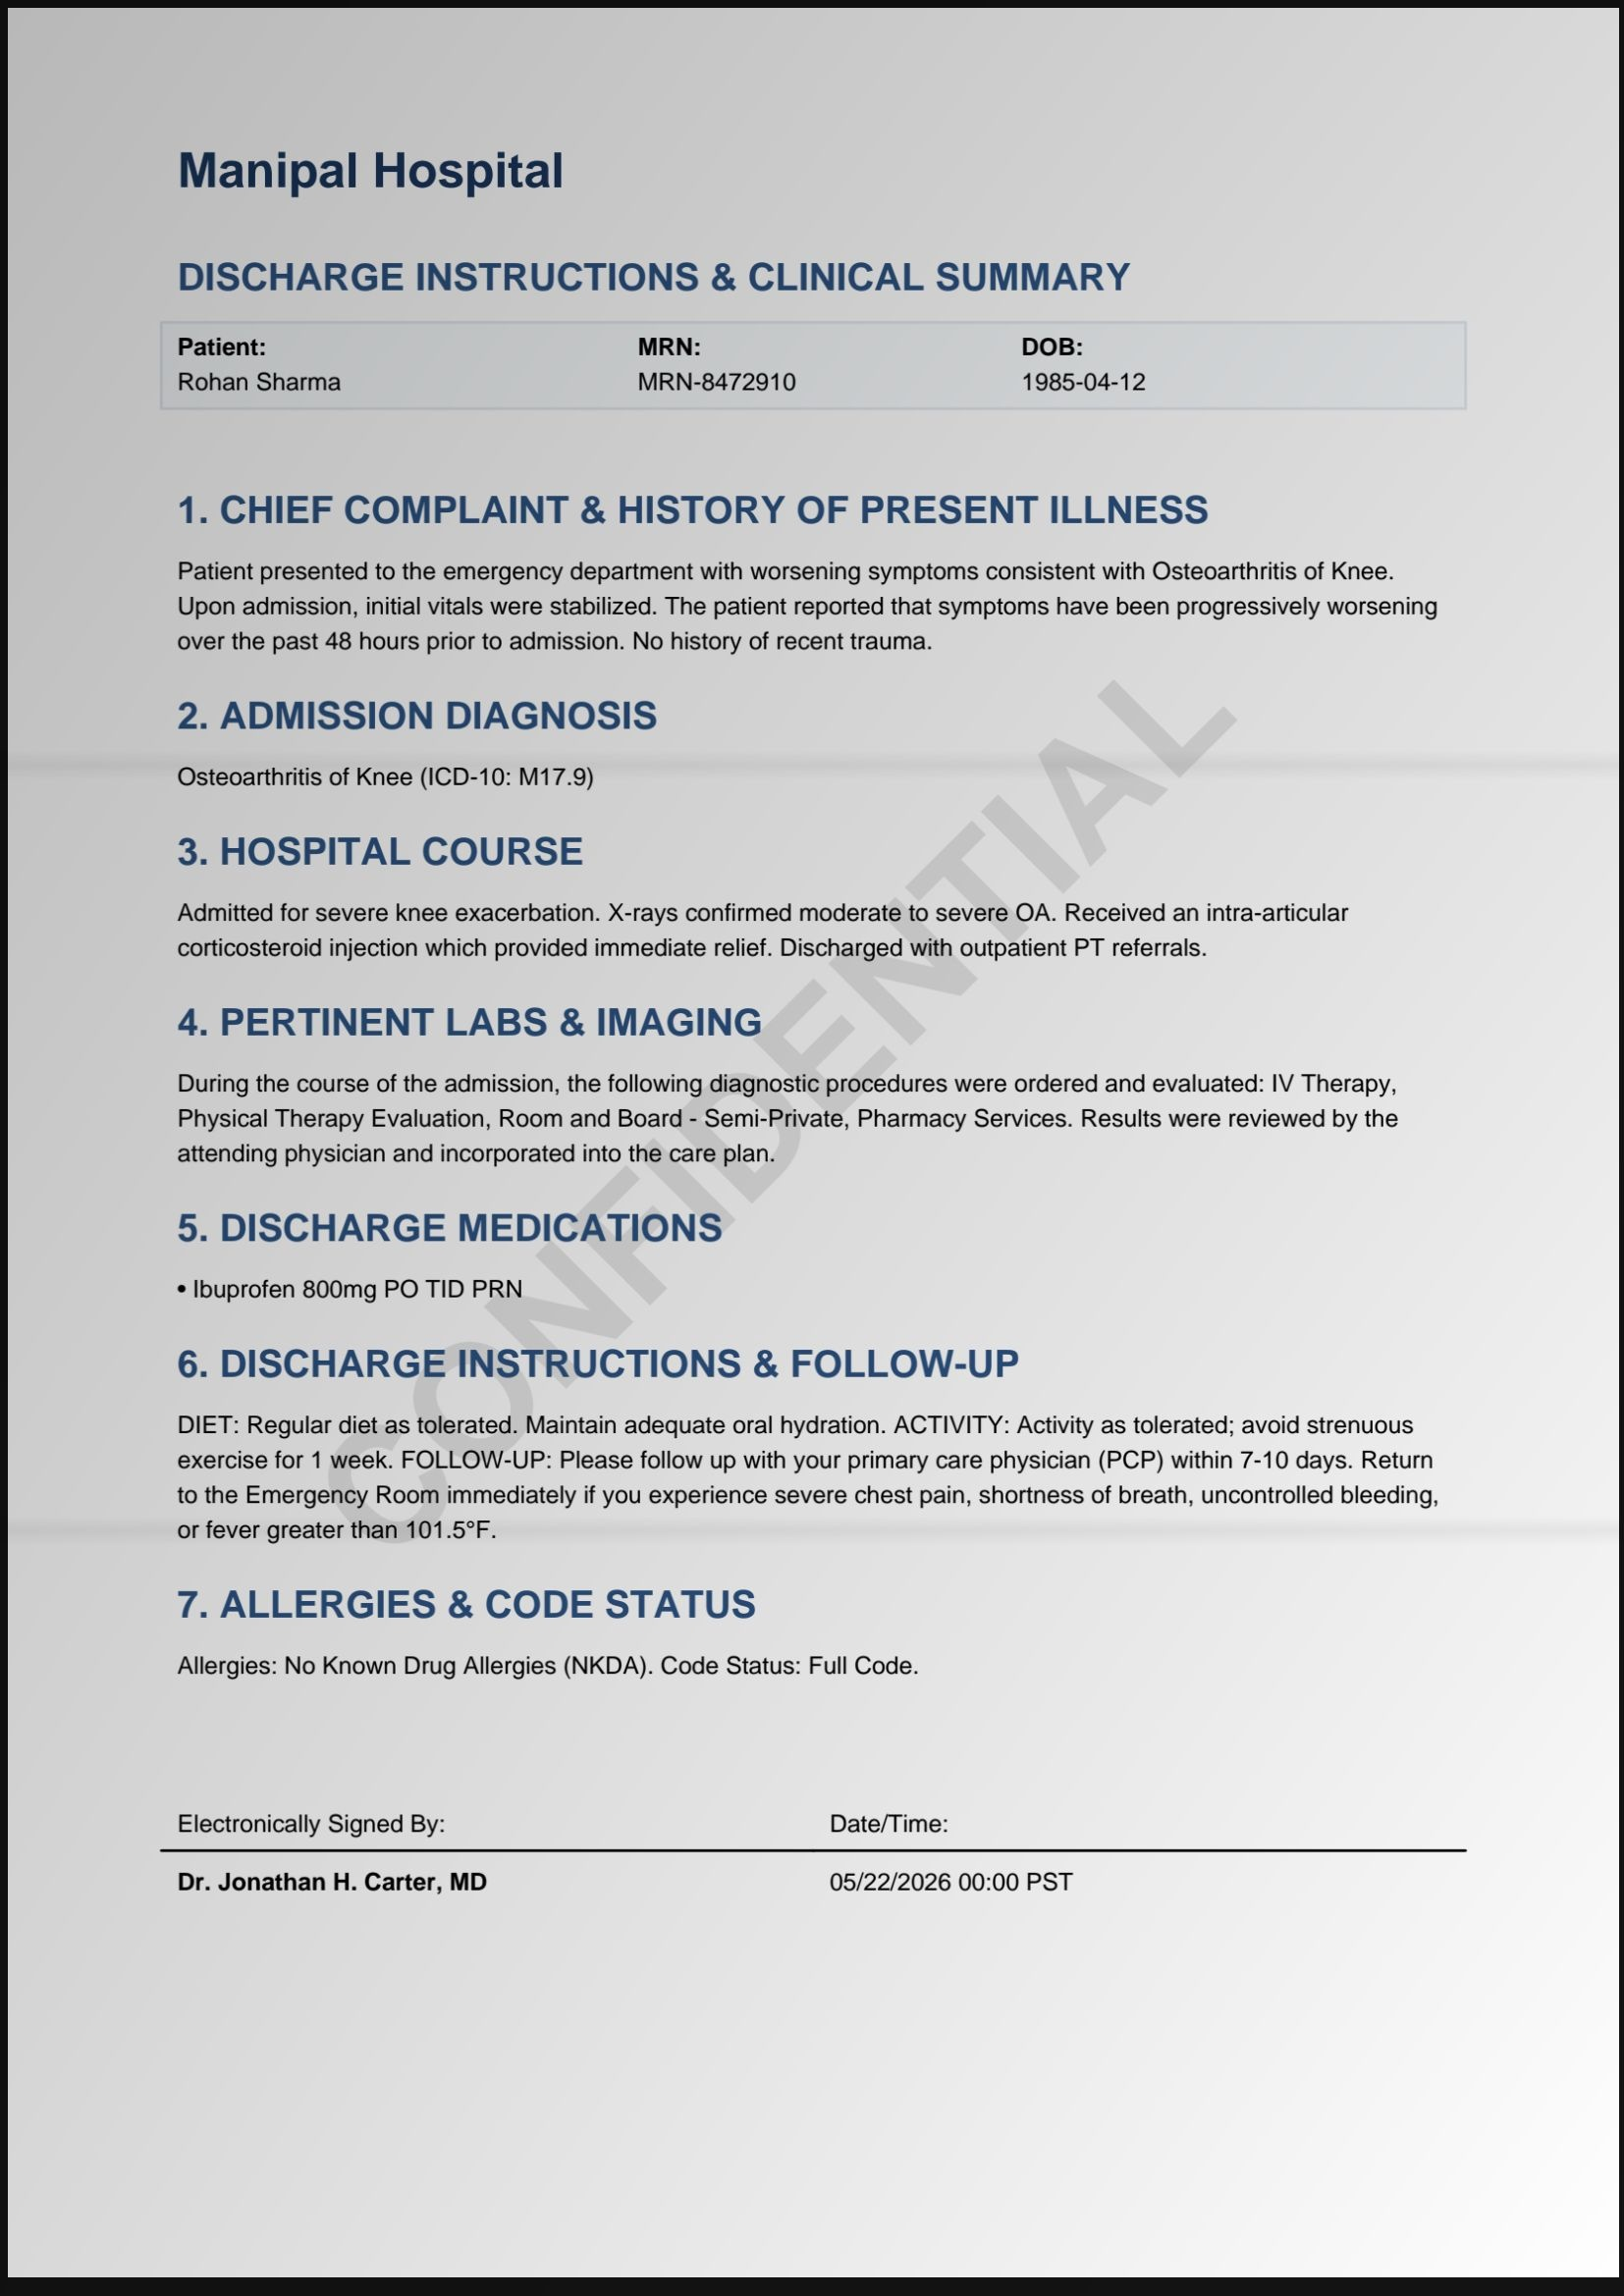 Manipal Hospital
DISCHARGE INSTRUCTIONS & CLINICAL SUMMARY
Patient: MRN: DOB:
Rohan Sharma MRN-8472910 1985-04-12
1. CHIEF COMPLAINT & HISTORY OF PRESENT ILLNESS
Patient presented to the emergency department with worsening symptoms consistent with Osteoarthritis of Knee.
Upon admission, initial vitals were stabilized. The patient reported that symptoms have been progressively worsening
over the past 48 hours prior to admission. No history of recent trauma.
2. ADMISSION DIAGNOSIS
Osteoarthritis of Knee (ICD-10: M17.9)
3. HOSPITAL COURSE
Admitted for severe knee exacerbation. X-rays confirmed moderate to severe OA. Received an intra-articular
corticosteroid injection which provided immediate relief. Discharged with outpatient PT referrals.
4. PERTINENT LABS & IMAGING
During the course of the admission, the following diagnostic procedures were ordered and evaluated: IV Therapy,
Physical Therapy Evaluation, Room and Board - Semi-Private, Pharmacy Services. Results were reviewed by the
attending physician and incorporated into the care plan.
5. DISCHARGE MEDICATIONS
• Ibuprofen 800mg PO TID PRN
6. DISCHARGE INSTRUCTIONS & FOLLOW-UP
DIET: Regular diet as tolerated. Maintain adequate oral hydration. ACTIVITY: Activity as tolerated; avoid strenuous
exercise for 1 week. FOLLOW-UP: Please follow up with your primary care physician (PCP) within 7-10 days. Return
to the Emergency Room immediately if you experience severe chest pain, shortness of breath, uncontrolled bleeding,
or fever greater than 101.5°F.
7. ALLERGIES & CODE STATUS
Allergies: No Known Drug Allergies (NKDA). Code Status: Full Code.
Electronically Signed By: Date/Time:
Dr. Jonathan H. Carter, MD 05/22/2026 00:00 PST
CONFIDENTIAL